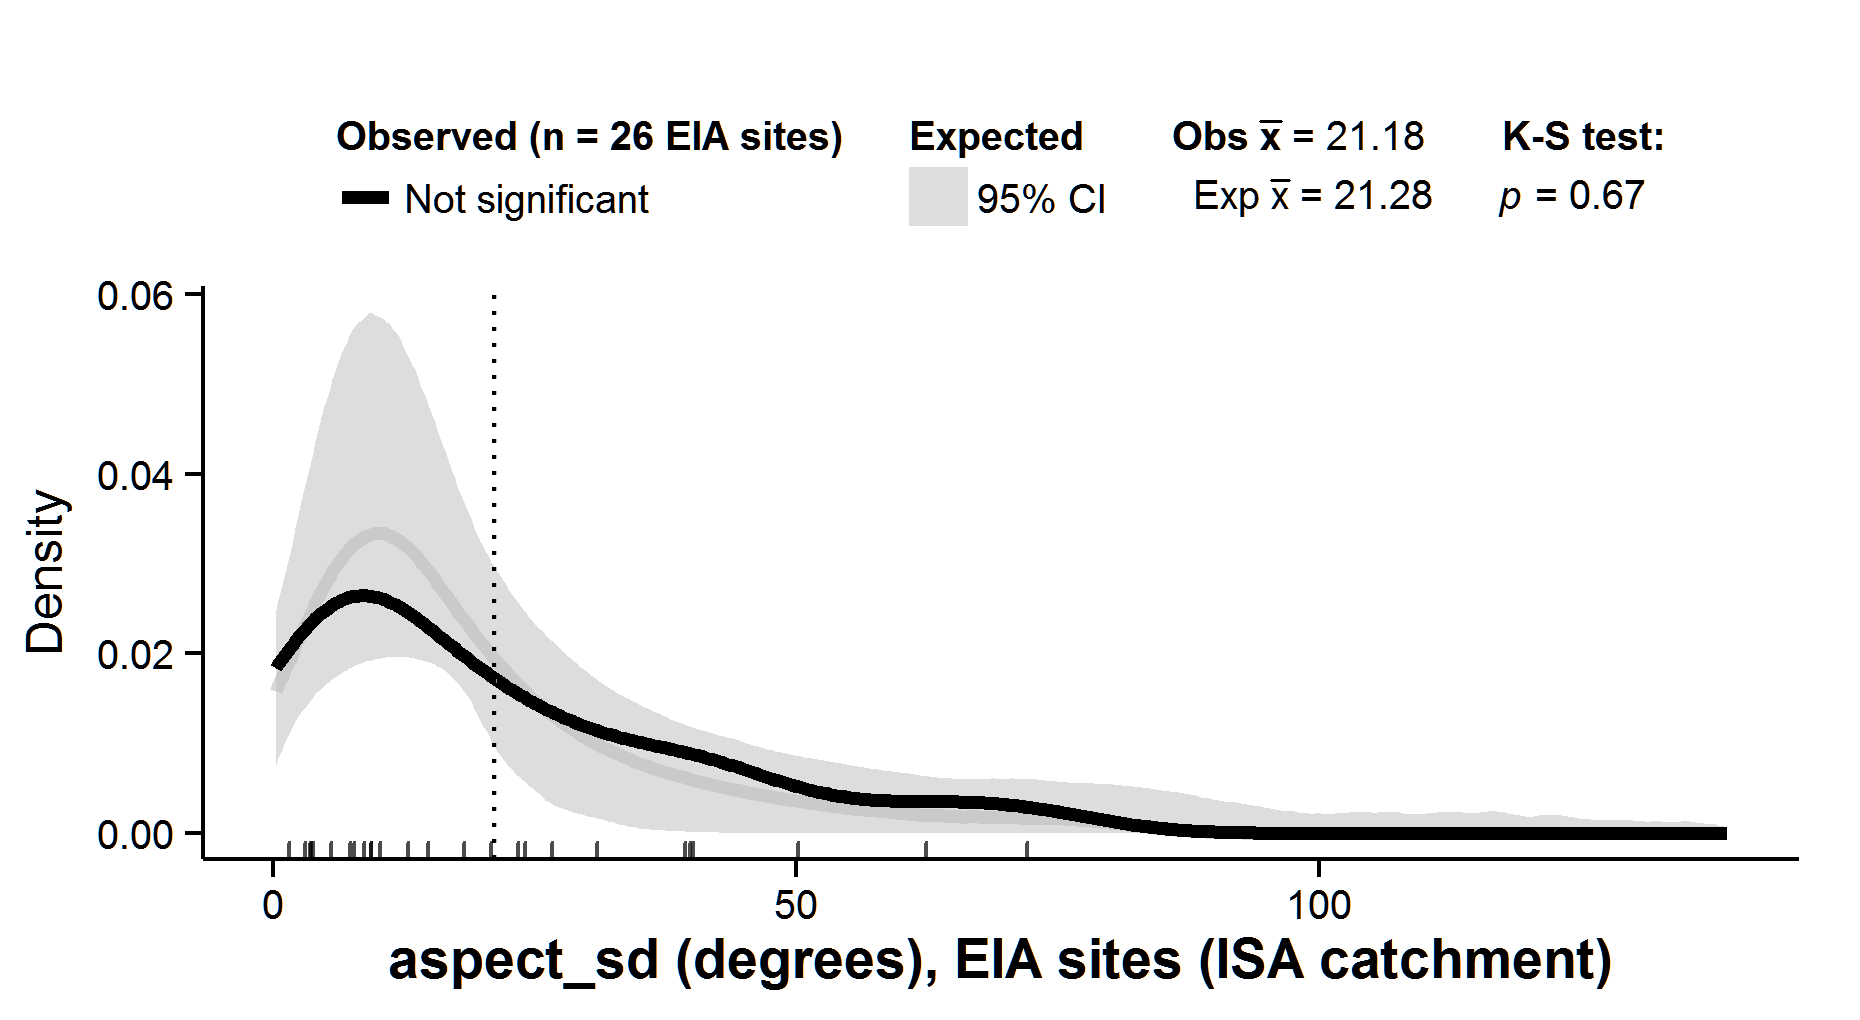 Observed (n = 26 EIA sites) Expected Obs x̅ = 21.18 K-S test:
Not significant 95% CI Exp x̅ = 21.28 p = 0.67
0.06
0.04
0.02
0.00
Density
0 50 100
aspect_sd (degrees), EIA sites (ISA catchment)